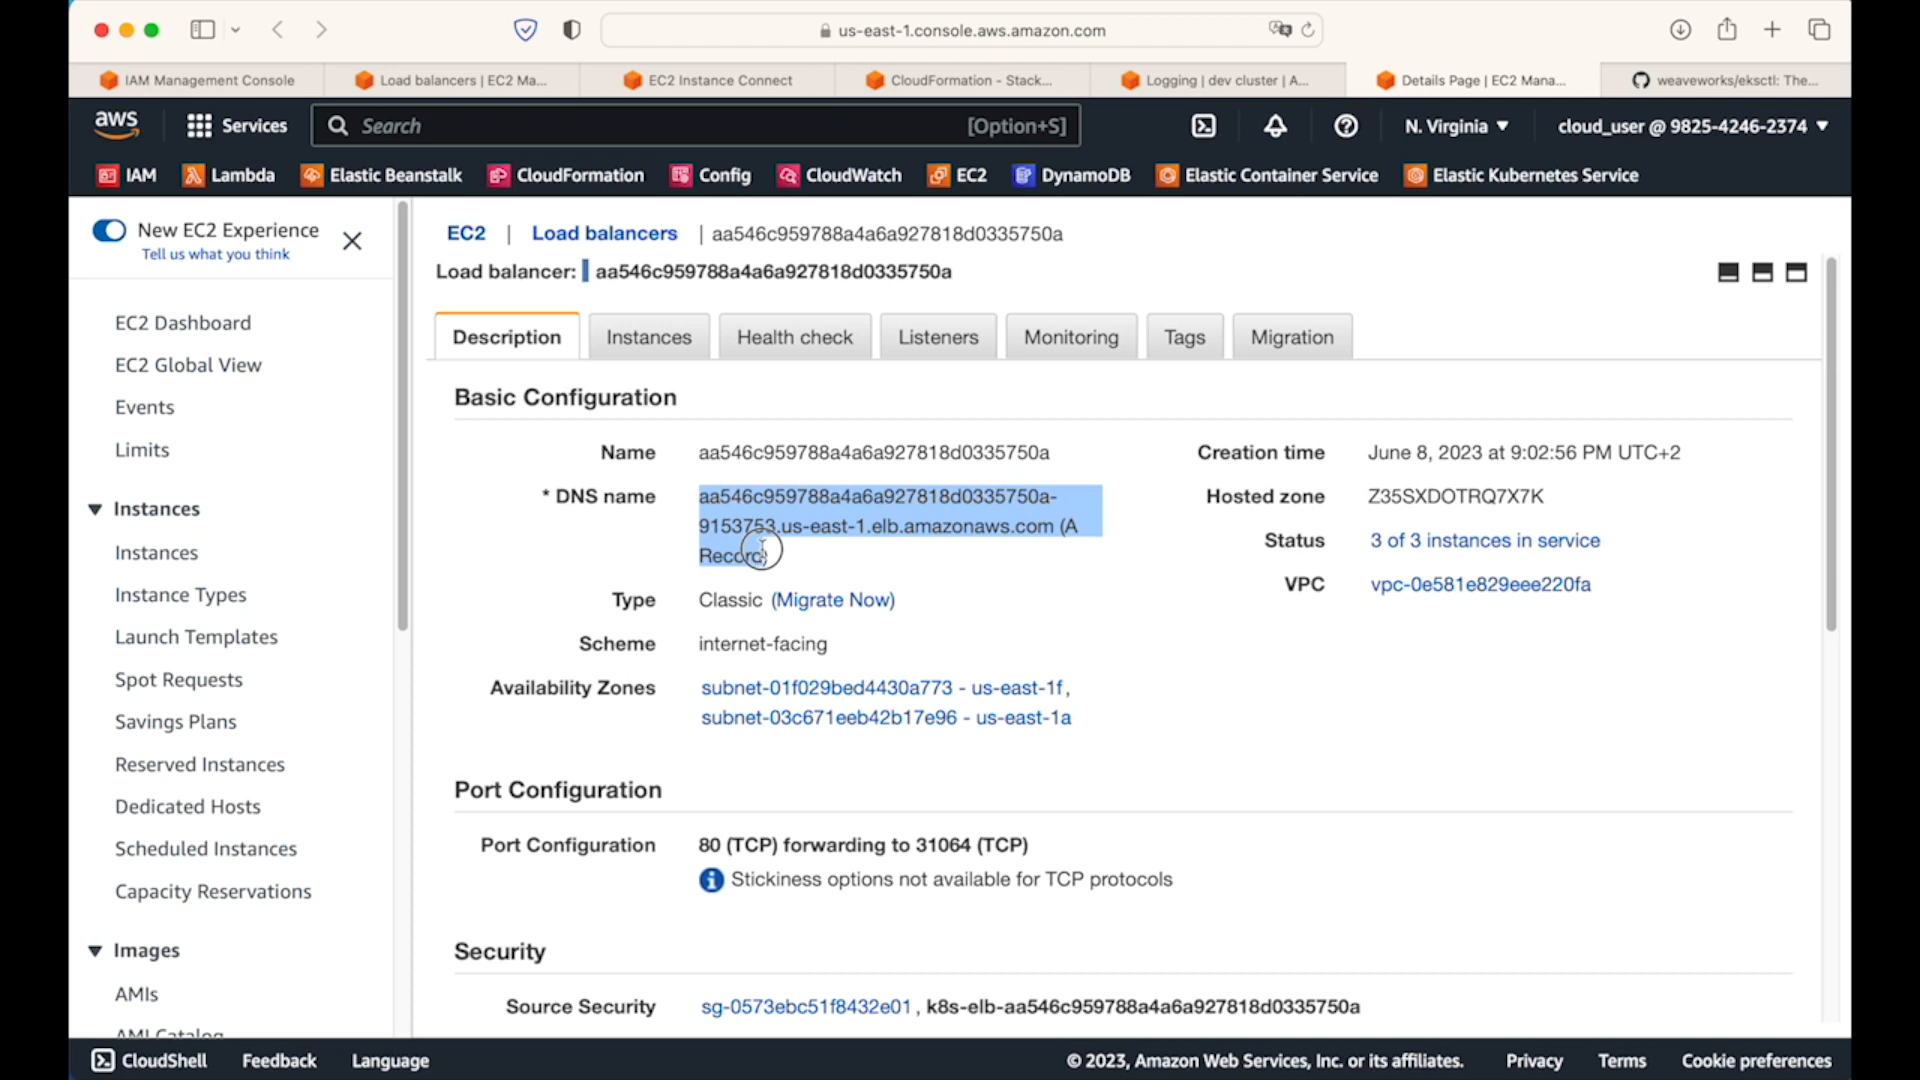 us-east-1.console.aws.amazon.com
IAM Management Console
Load balancers | EC2 Ma...
EC2 Instance Connect
CloudFormation - Stack...
Logging | dev cluster | A...
Details Page | EC2 Mana...
weaveworks/eksctl: The...
aws
Services
Search
[Option+S]
N. Virginia
cloud_user @ 9825-4246-2374
IAM
Lambda
Elastic Beanstalk
CloudFormation
Config
CloudWatch
EC2
DynamoDB
Elastic Container Service
Elastic Kubernetes Service
New EC2 Experience
Tell us what you think
EC2 Dashboard
EC2 Global View
Events
Limits
Instances
Instances
Instance Types
Launch Templates
Spot Requests
Savings Plans
Reserved Instances
Dedicated Hosts
Scheduled Instances
Capacity Reservations
Images
AMIs
AMI Catalog
EC2 | Load balancers | aa546c959788a4a6a927818d0335750a
Load balancer: aa546c959788a4a6a927818d0335750a
Description
Instances
Health check
Listeners
Monitoring
Tags
Migration
Basic Configuration
Name aa546c959788a4a6a927818d0335750a
* DNS name aa546c959788a4a6a927818d0335750a-
9153753.us-east-1.elb.amazonaws.com (A
Record)
Type Classic (Migrate Now)
Scheme internet-facing
Availability Zones subnet-01f029bed4430a773 - us-east-1f,
subnet-03c671eeb42b17e96 - us-east-1a
Creation time June 8, 2023 at 9:02:56 PM UTC+2
Hosted zone Z35SXDOTRQ7X7K
Status 3 of 3 instances in service
VPC vpc-0e581e829eee220fa
Port Configuration
Port Configuration 80 (TCP) forwarding to 31064 (TCP)
Stickiness options not available for TCP protocols
Security
Source Security sg-0573ebc51f8432e01, k8s-elb-aa546c959788a4a6a927818d0335750a
CloudShell
Feedback
Language
© 2023, Amazon Web Services, Inc. or its affiliates.
Privacy
Terms
Cookie preferences